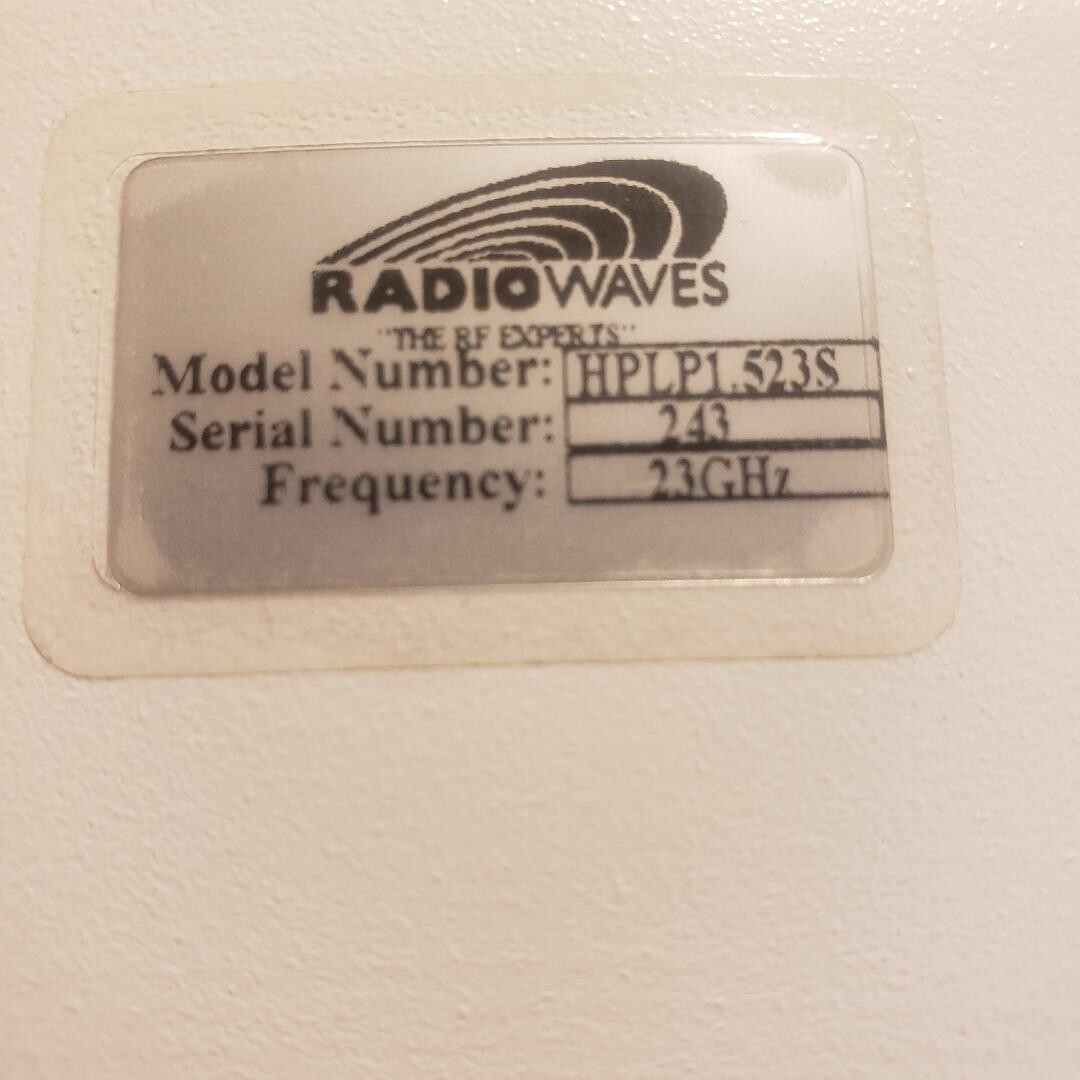 RADIOWAVES
"THE RF EXPERTS"
Model Number: HPLP1.523S
Serial Number: 243
Frequency: 23GHz